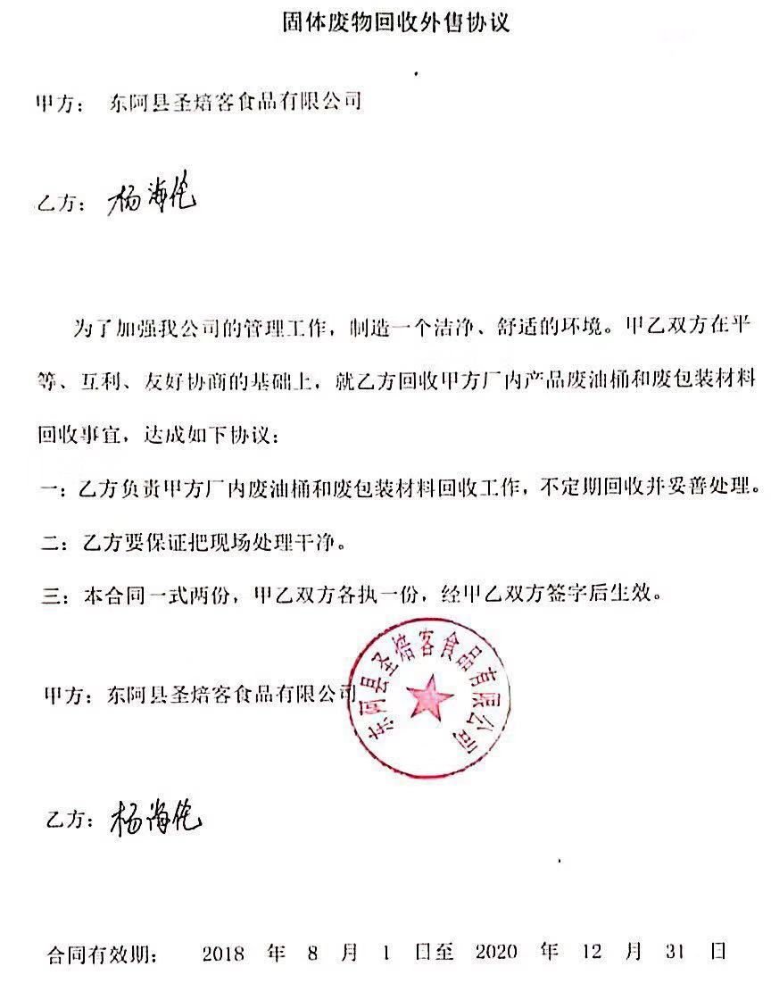 固体废物回收外售协议
甲方： 东阿县圣焙客食品有限公司
乙方：杨海
为了加强我公司的管理工作，制造一个洁净、舒适的环境。甲乙双方在平
等、互利、友好协商的基础上，就乙方回收甲方厂内产品废油桶和废包装材料
回收事宜，达成如下协议：
一：乙方负责甲方厂内废油桶和废包装材料回收工作，不定期回收并妥善处理。
二：乙方要保证把现场处理干净。
三：本合同一式两份，甲乙双方各执一份，经甲乙双方签字后生效。
东阿县圣焙客食品有限公司
甲方：东阿县圣焙客食品有限公司
乙方：杨海
合同有效期： 2018 年 8 月 1 日至 2020 年 12 月 31 日